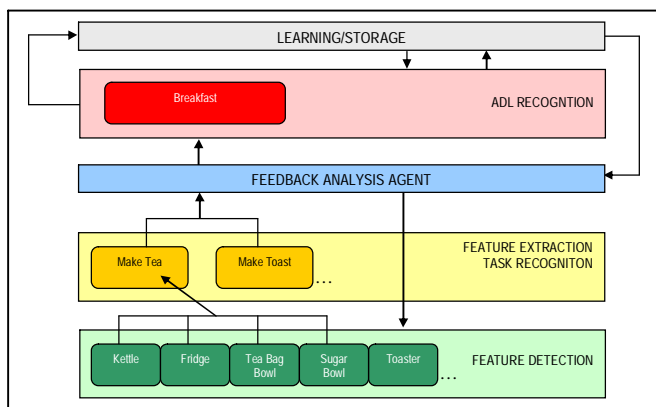 LEARNING/STORAGE
Breakfast
ADL RECOGNTION
FEEDBACK ANALYSIS AGENT
Make Tea
Make Toast
...
FEATURE EXTRACTION
TASK RECOGNITON
Kettle
Fridge
Tea Bag
Bowl
Sugar
Bowl
Toaster
...
FEATURE DETECTION